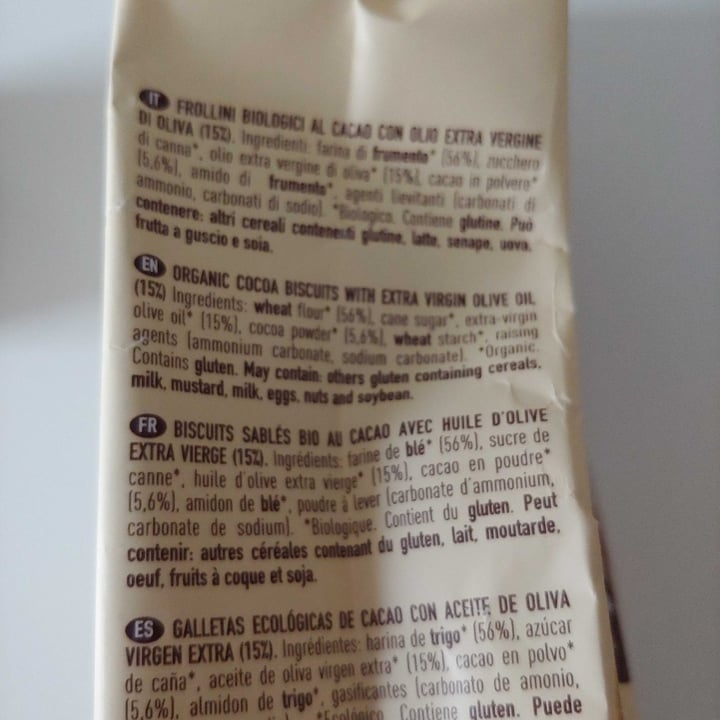 IT FROLLINI BIOLOGICI AL CACAO CON OLIO EXTRA VERGINE
DI OLIVA (15%). Ingredienti: farina di frumento* (56%), zucchero
di canna*, olio extra vergine di oliva* (15%), cacao in polvere*
(5,6%), amido di frumento*, agenti lievitanti (carbonati di
ammonio, carbonati di sodio). *Biologico. Contiene glutine. Può
contenere: altri cereali contenenti glutine, latte, senape, uova,
frutta a guscio e soia.
EN ORGANIC COCOA BISCUITS WITH EXTRA VIRGIN OLIVE OIL
(15%) Ingredients: wheat flour* (56%), cane sugar*, extra-virgin
olive oil* (15%), cocoa powder* (5,6%), wheat starch*, raising
agents (ammonium carbonate, sodium carbonate). *Organic.
Contains gluten. May contain: others gluten containing cereals,
milk, mustard, milk, eggs, nuts and soybean.
FR BISCUITS SABLÉS BIO AU CACAO AVEC HUILE D'OLIVE
EXTRA VIERGE (15%). Ingrédients: farine de blé* (56%), sucre de
canne*, huile d'olive extra vierge* (15%), cacao en poudre*
(5,6%), amidon de blé*, poudre à lever (carbonate d'ammonium,
carbonate de sodium). *Biologique. Contient du gluten. Peut
contenir: autres céréales contenant du gluten, lait, moutarde,
oeuf, fruits à coque et soja.
ES GALLETAS ECOLÓGICAS DE CACAO CON ACEITE DE OLIVA
VIRGEN EXTRA (15%). Ingrédientes: harina de trigo* (56%), azúcar
de caña*, aceite de oliva virgen extra* (15%), cacao en polvo*
(5,6%), almidon de trigo*, gasificantes (carbonato de amonio,
*Ecológico. Contiene gluten. Puede